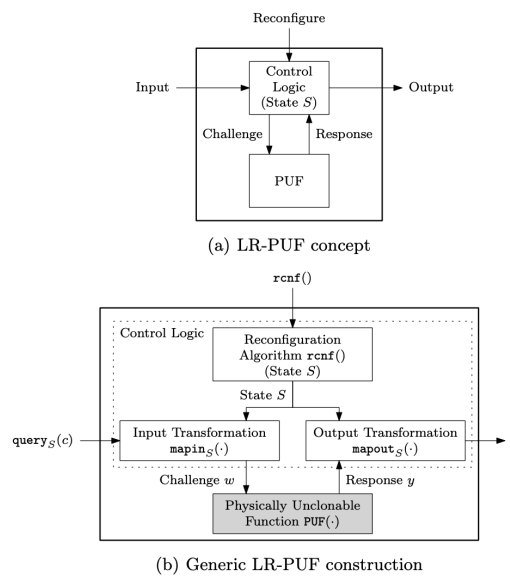 Reconfigure
Control
Logic
(State S)
Input
Output
Challenge
Response
PUF
(a) LR-PUF concept
rcnf()
Control Logic
Reconfiguration
Algorithm rcnf()
(State S)
State S
query_S(c)
Input Transformation
mapin_S(·)
Output Transformation
mapout_S(·)
Challenge w
Response y
Physically Unclonable
Function PUF(·)
(b) Generic LR-PUF construction